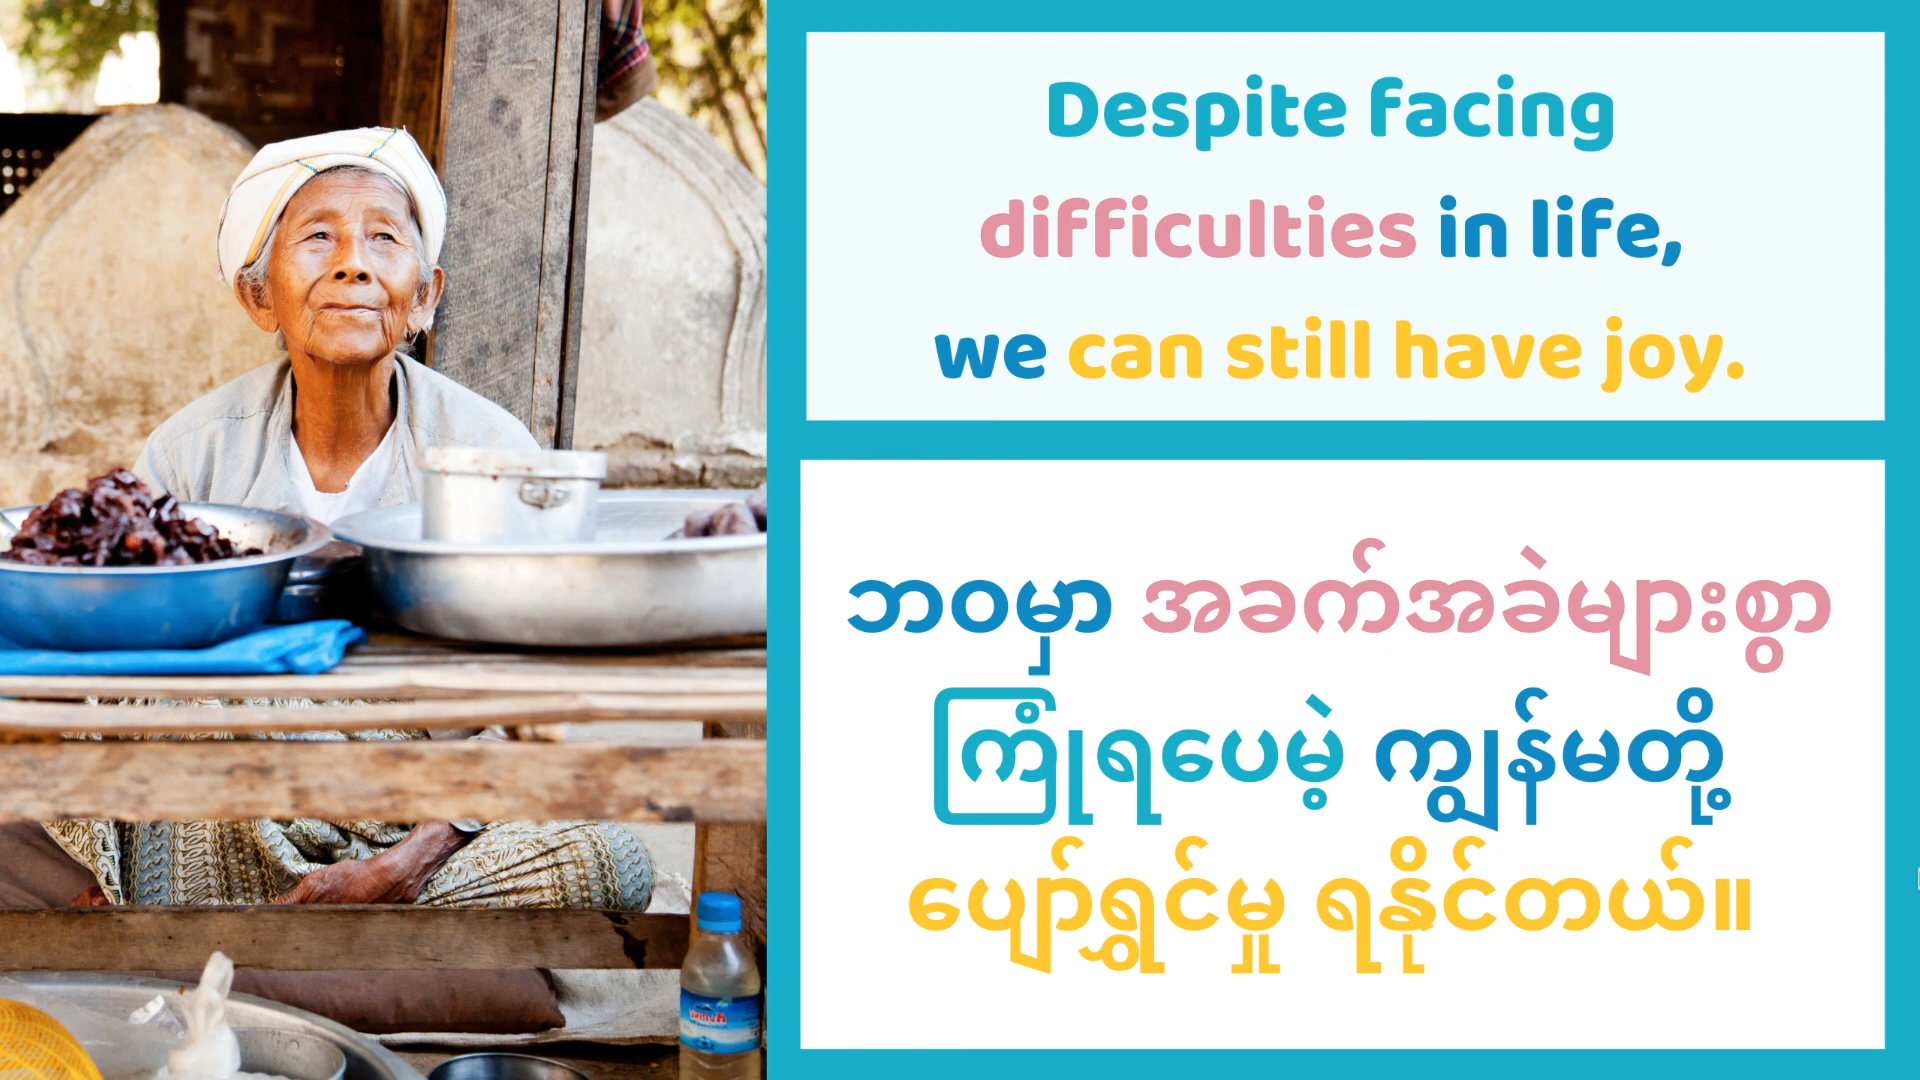 Despite facing
difficulties in life,
we can still have joy.
ဘဝမှာ အခက်အခဲများစွာ
ကြုံရပေမဲ့ ကျွန်မတို့
ပျော်ရွှင်မှု ရနိုင်တယ်။